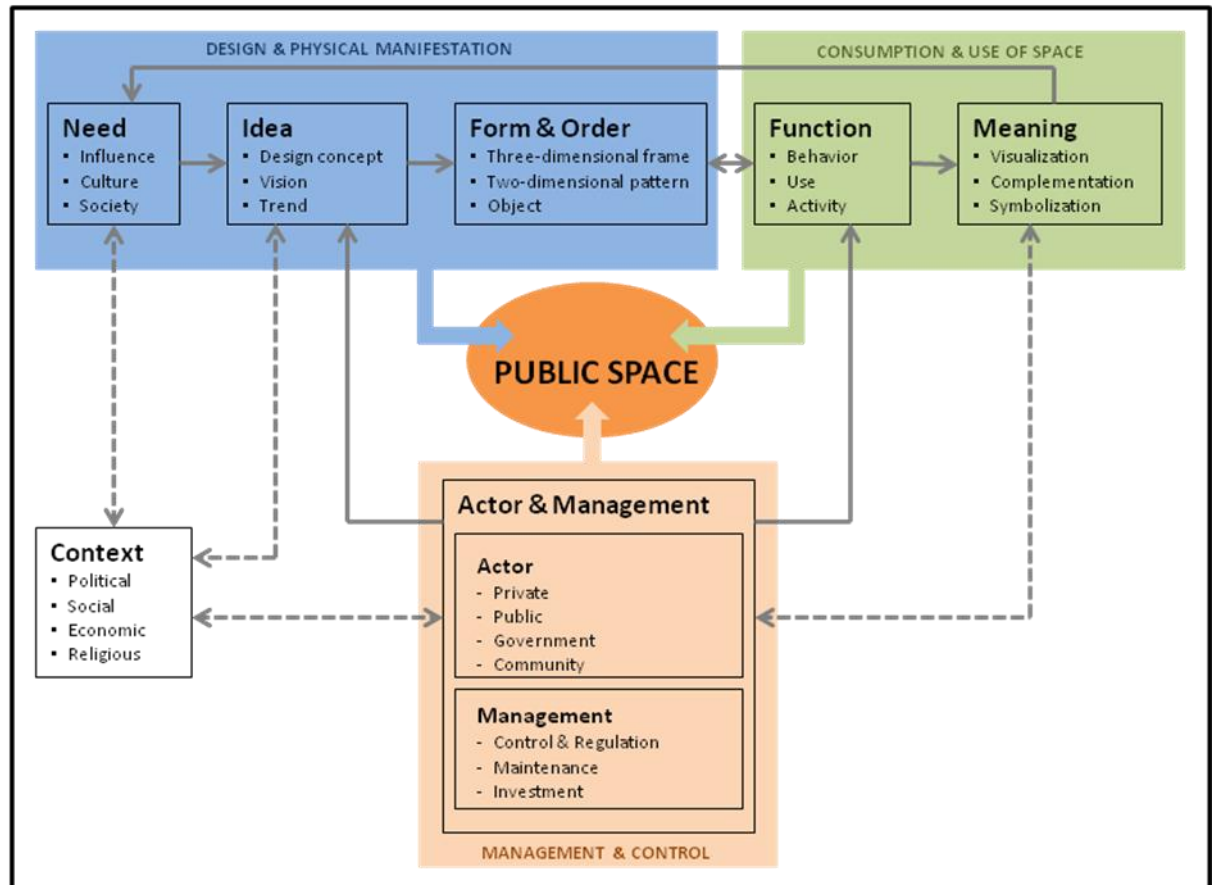 DESIGN & PHYSICAL MANIFESTATION
CONSUMPTION & USE OF SPACE
Need
▪ Influence
▪ Culture
▪ Society
Idea
▪ Design concept
▪ Vision
▪ Trend
Form & Order
▪ Three-dimensional frame
▪ Two-dimensional pattern
▪ Object
Function
▪ Behavior
▪ Use
▪ Activity
Meaning
▪ Visualization
▪ Complementation
▪ Symbolization
PUBLIC SPACE
Context
▪ Political
▪ Social
▪ Economic
▪ Religious
Actor & Management
Actor
- Private
- Public
- Government
- Community
Management
- Control & Regulation
- Maintenance
- Investment
MANAGEMENT & CONTROL